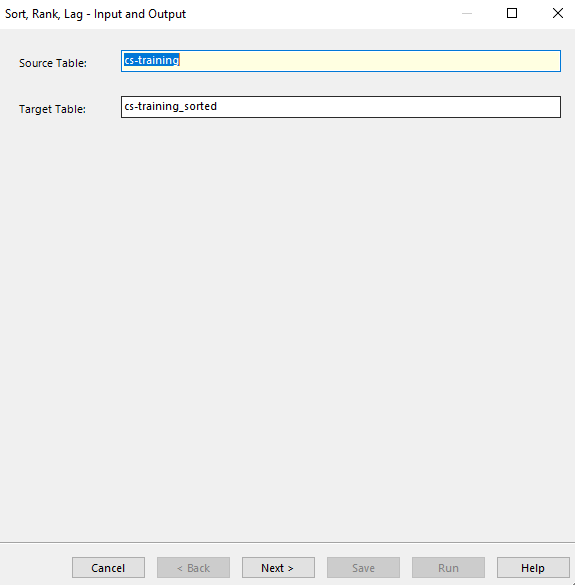 Sort, Rank, Lag - Input and Output
Source Table: cs-training
Target Table: cs-training_sorted
Cancel < Back Next > Save Run Help